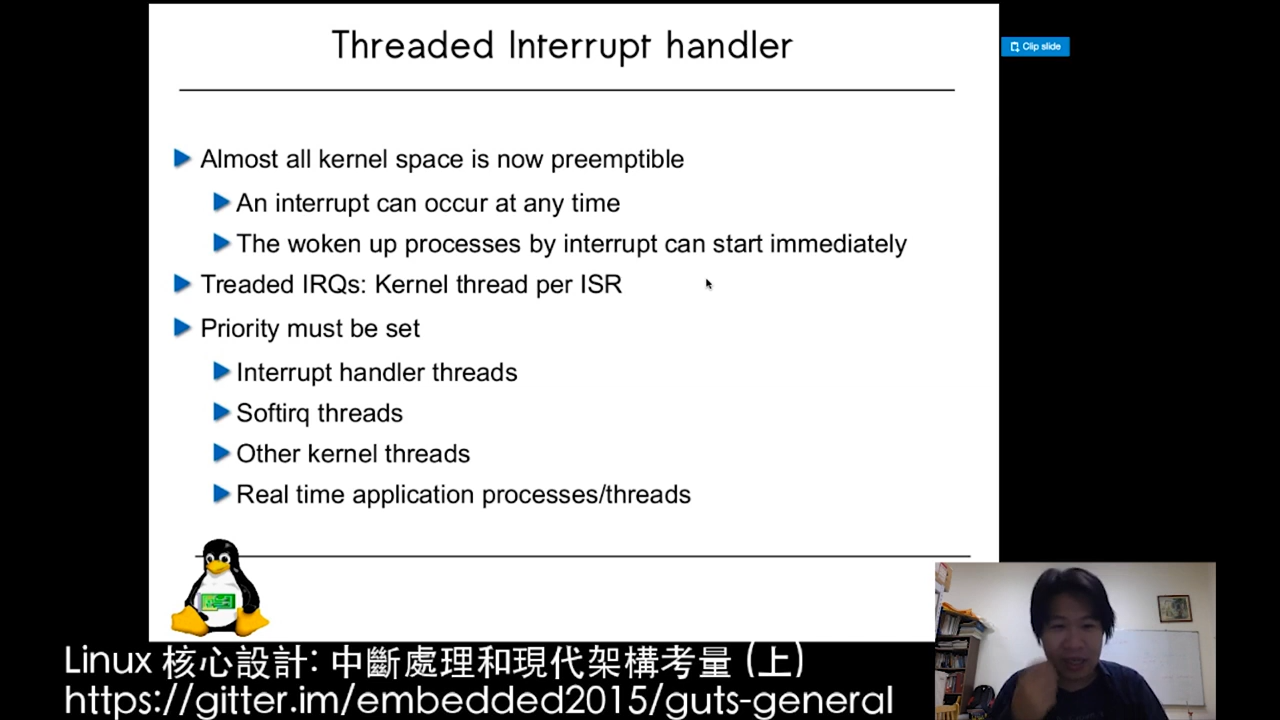 Threaded Interrupt handler
Clip slide
Almost all kernel space is now preemptible
An interrupt can occur at any time
The woken up processes by interrupt can start immediately
Treaded IRQs: Kernel thread per ISR
Priority must be set
Interrupt handler threads
Softirq threads
Other kernel threads
Real time application processes/threads
Linux 核心設計: 中斷處理和現代架構考量 (上)
https://gitter.im/embedded2015/guts-general